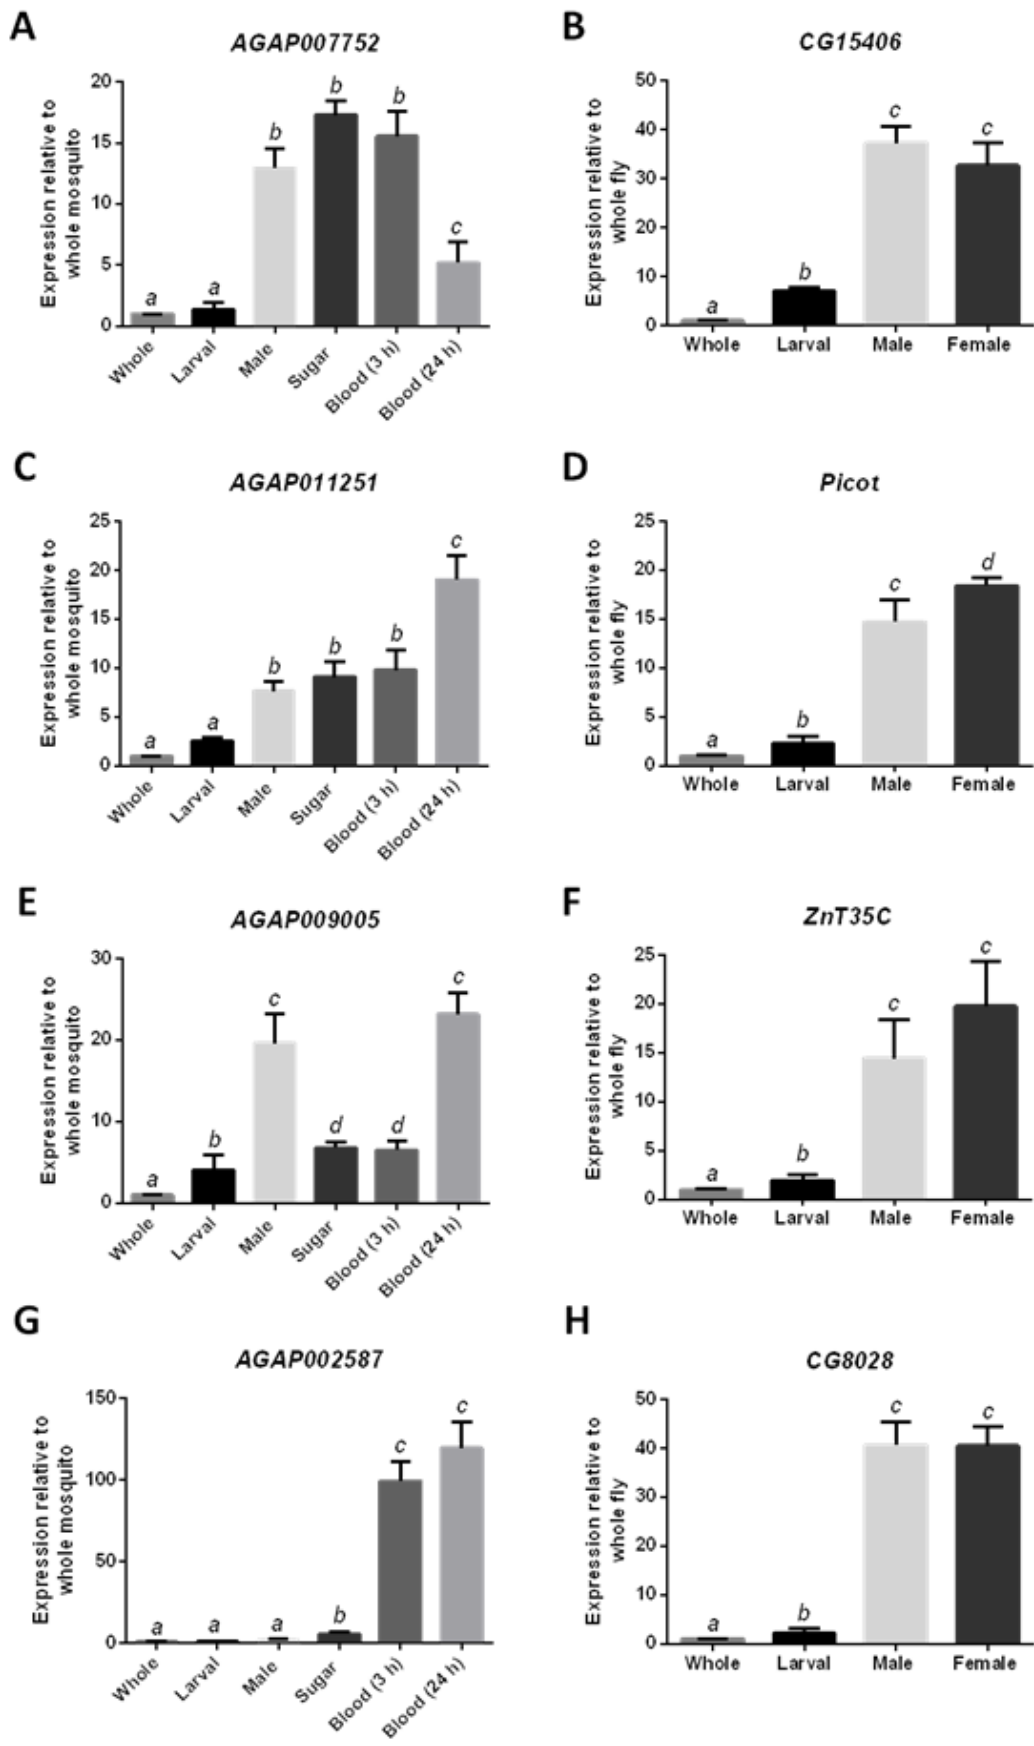 A
AGAP007752
Expression relative to
whole mosquito
20
15
10
5
0
a
a
b
b
b
c
Whole
Larval
Male
Sugar
Blood (3 h)
Blood (24 h)
B
CG15406
Expression relative to
whole fly
50
40
30
20
10
0
a
b
c
c
Whole
Larval
Male
Female
C
AGAP011251
Expression relative to
whole mosquito
25
20
15
10
5
0
a
a
b
b
b
c
Whole
Larval
Male
Sugar
Blood (3 h)
Blood (24 h)
D
Picot
Expression relative to
whole fly
25
20
15
10
5
0
a
b
c
d
Whole
Larval
Male
Female
E
AGAP009005
Expression relative to
whole mosquito
30
20
10
0
a
b
c
d
d
c
Whole
Larval
Male
Sugar
Blood (3 h)
Blood (24 h)
F
ZnT35C
Expression relative to
whole fly
25
20
15
10
5
0
a
b
c
c
Whole
Larval
Male
Female
G
AGAP002587
Expression relative to
whole mosquito
150
100
50
0
a
a
a
b
c
c
Whole
Larval
Male
Sugar
Blood (3 h)
Blood (24 h)
H
CG8028
Expression relative to
whole fly
50
40
30
20
10
0
a
b
c
c
Whole
Larval
Male
Female